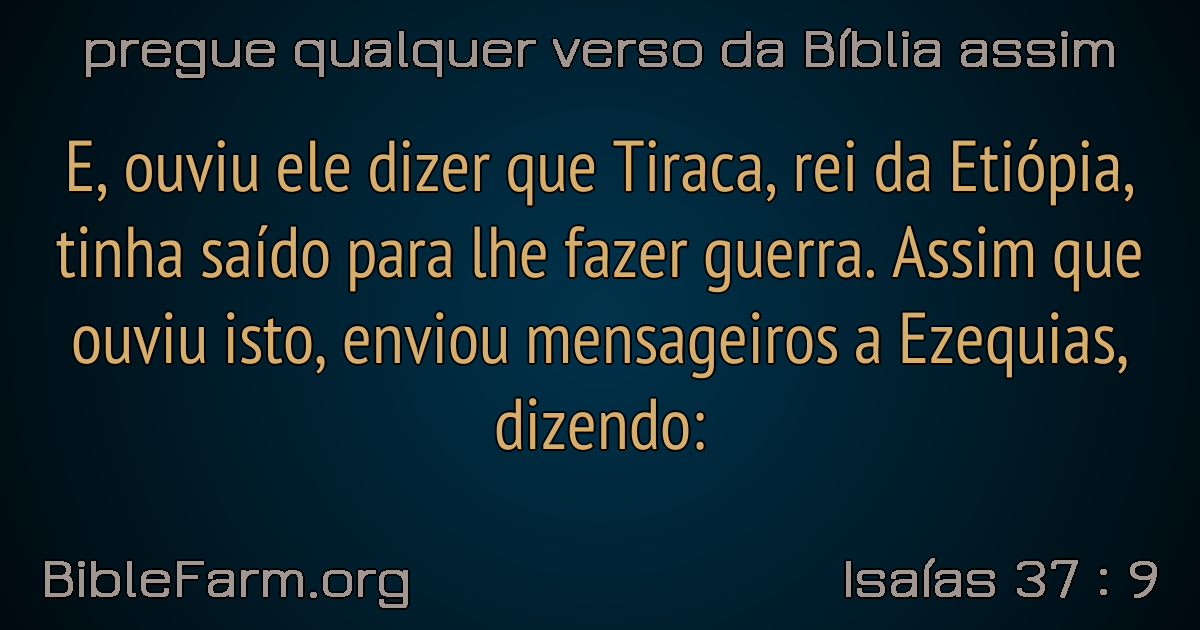 pregue qualquer verso da Bíblia assim
E, ouviu ele dizer que Tiraca, rei da Etiópia,
tinha saído para lhe fazer guerra. Assim que
ouviu isto, enviou mensageiros a Ezequias,
dizendo:
BibleFarm.org
Isaías 37 : 9